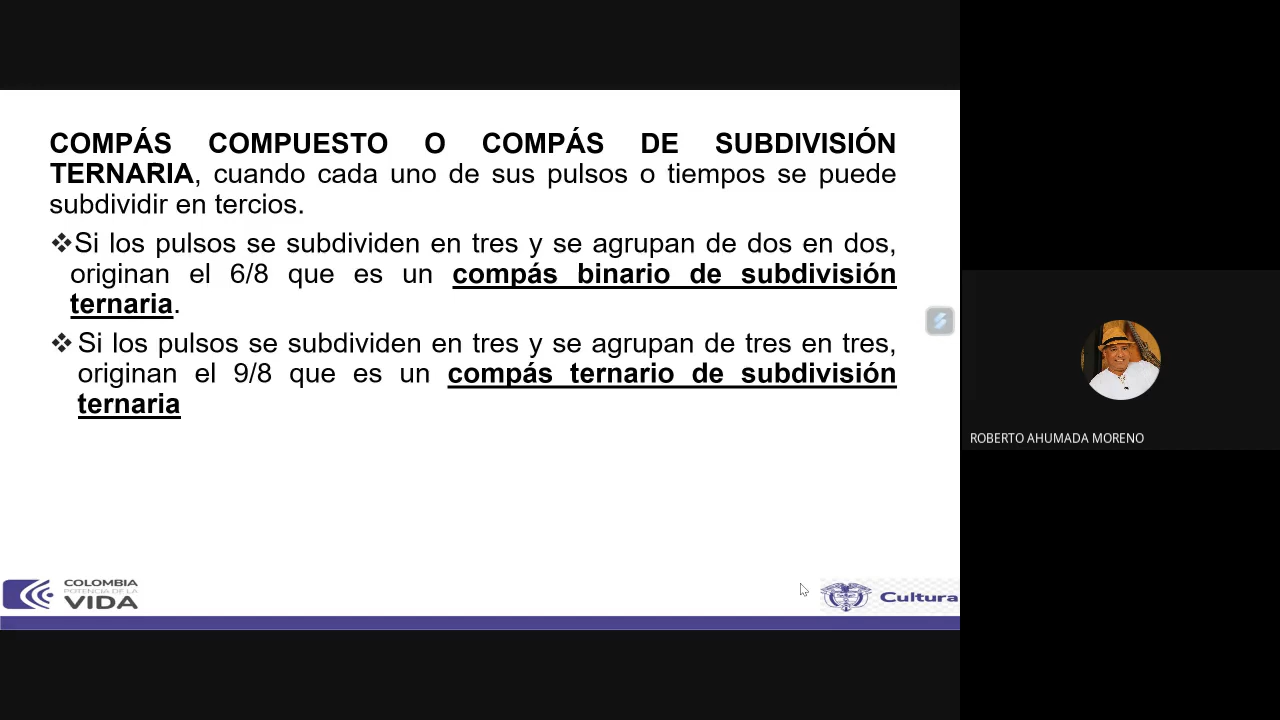 COMPÁS COMPUESTO O COMPÁS DE SUBDIVISIÓN
TERNARIA, cuando cada uno de sus pulsos o tiempos se puede
subdividir en tercios.
❖Si los pulsos se subdividen en tres y se agrupan de dos en dos,
originan el 6/8 que es un compás binario de subdivisión
ternaria.
❖Si los pulsos se subdividen en tres y se agrupan de tres en tres,
originan el 9/8 que es un compás ternario de subdivisión
ternaria
ROBERTO AHUMADA MORENO
COLOMBIA
POTENCIA DE LA
VIDA
Cultura